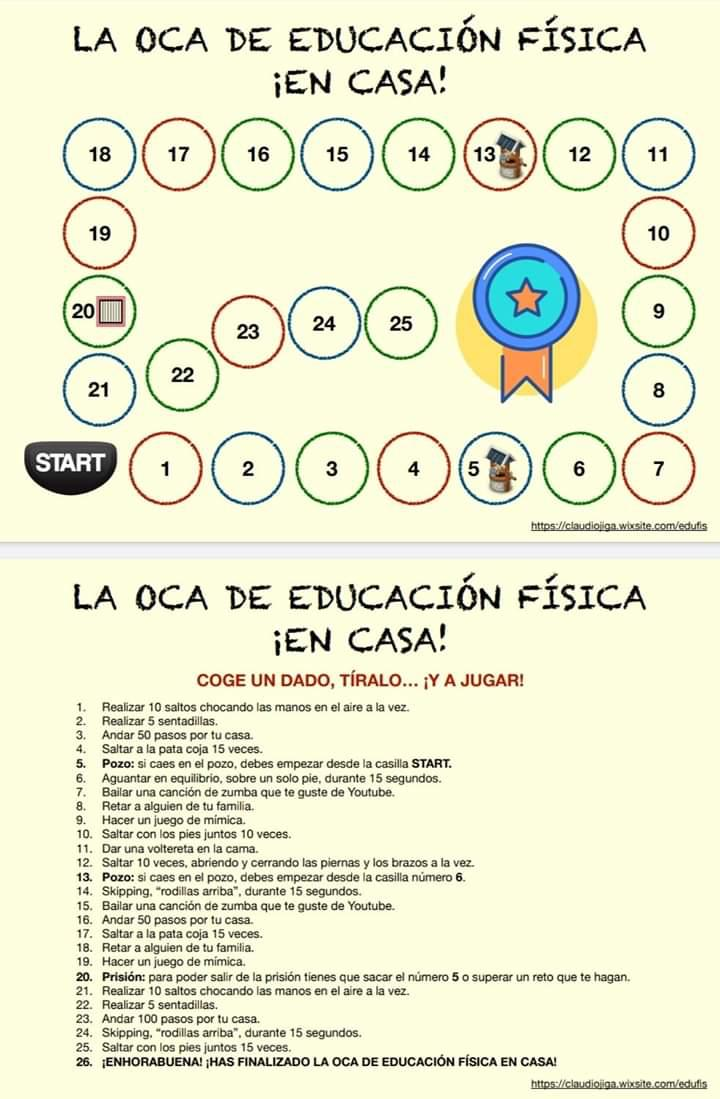 LA OCA DE EDUCACIÓN FÍSICA
¡EN CASA!
18 17 16 15 14 13 12 11
19 10
20 9
23 24 25
22
21 8
START 1 2 3 4 5 6 7
https://claudiojiga.wixsite.com/edufis
LA OCA DE EDUCACIÓN FÍSICA
¡EN CASA!
COGE UN DADO, TÍRALO... ¡Y A JUGAR!
1. Realizar 10 saltos chocando las manos en el aire a la vez.
2. Realizar 5 sentadillas.
3. Andar 50 pasos por tu casa.
4. Saltar a la pata coja 15 veces.
5. Pozo: si caes en el pozo, debes empezar desde la casilla START.
6. Aguantar en equilibrio, sobre un solo pie, durante 15 segundos.
7. Bailar una canción de zumba que te guste de Youtube.
8. Retar a alguien de tu familia.
9. Hacer un juego de mímica.
10. Saltar con los pies juntos 10 veces.
11. Dar una voltereta en la cama.
12. Saltar 10 veces, abriendo y cerrando las piernas y los brazos a la vez.
13. Pozo: si caes en el pozo, debes empezar desde la casilla número 6.
14. Skipping, “rodillas arriba”, durante 15 segundos.
15. Bailar una canción de zumba que te guste de Youtube.
16. Andar 50 pasos por tu casa.
17. Saltar a la pata coja 15 veces.
18. Retar a alguien de tu familia.
19. Hacer un juego de mímica.
20. Prisión: para poder salir de la prisión tienes que sacar el número 5 o superar un reto que te hagan.
21. Realizar 10 saltos chocando las manos en el aire a la vez.
22. Realizar 5 sentadillas.
23. Andar 100 pasos por tu casa.
24. Skipping, “rodillas arriba”, durante 15 segundos.
25. Saltar con los pies juntos 15 veces.
26. ¡ENHORABUENA! ¡HAS FINALIZADO LA OCA DE EDUCACIÓN FÍSICA EN CASA!
https://claudiojiga.wixsite.com/edufis